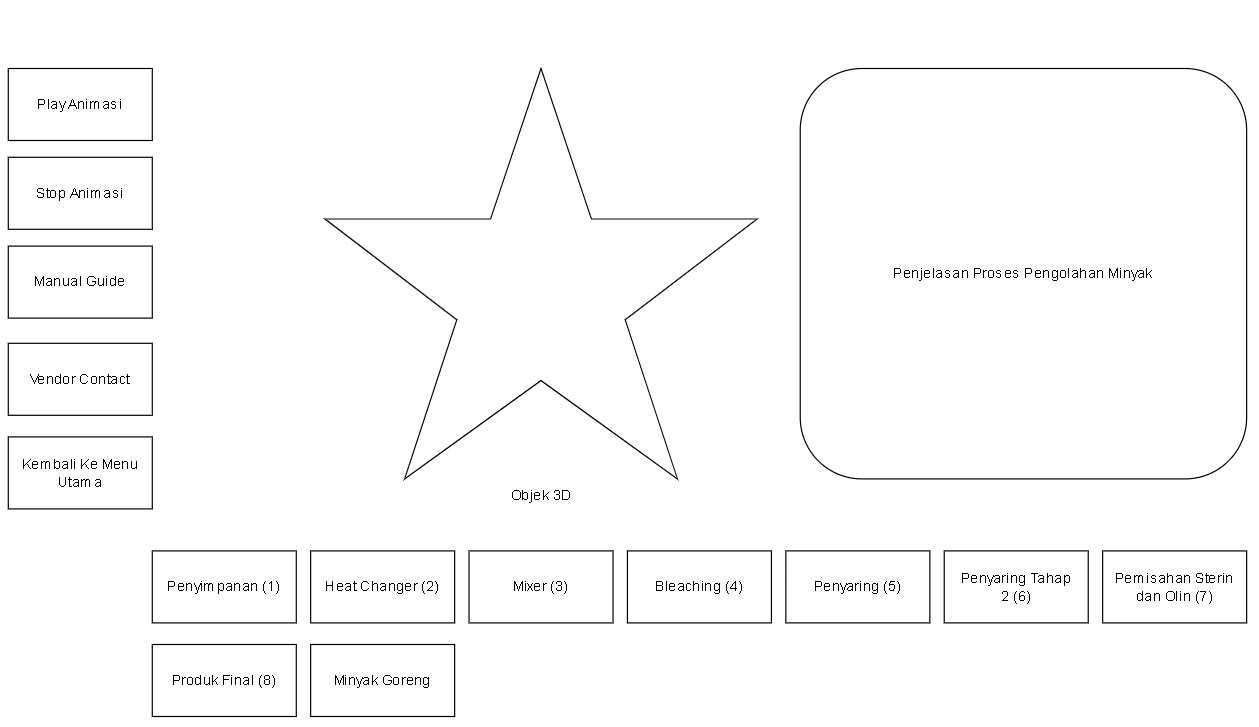 Play Animasi
Stop Animasi
Manual Guide
Vendor Contact
Kembali Ke Menu
Utama
Objek 3D
Penjelasan Proses Pengolahan Minyak
Penyimpanan (1)
Heat Changer (2)
Mixer (3)
Bleaching (4)
Penyaring (5)
Penyaring Tahap
2 (6)
Pemisahan Sterin
dan Olin (7)
Produk Final (8)
Minyak Goreng